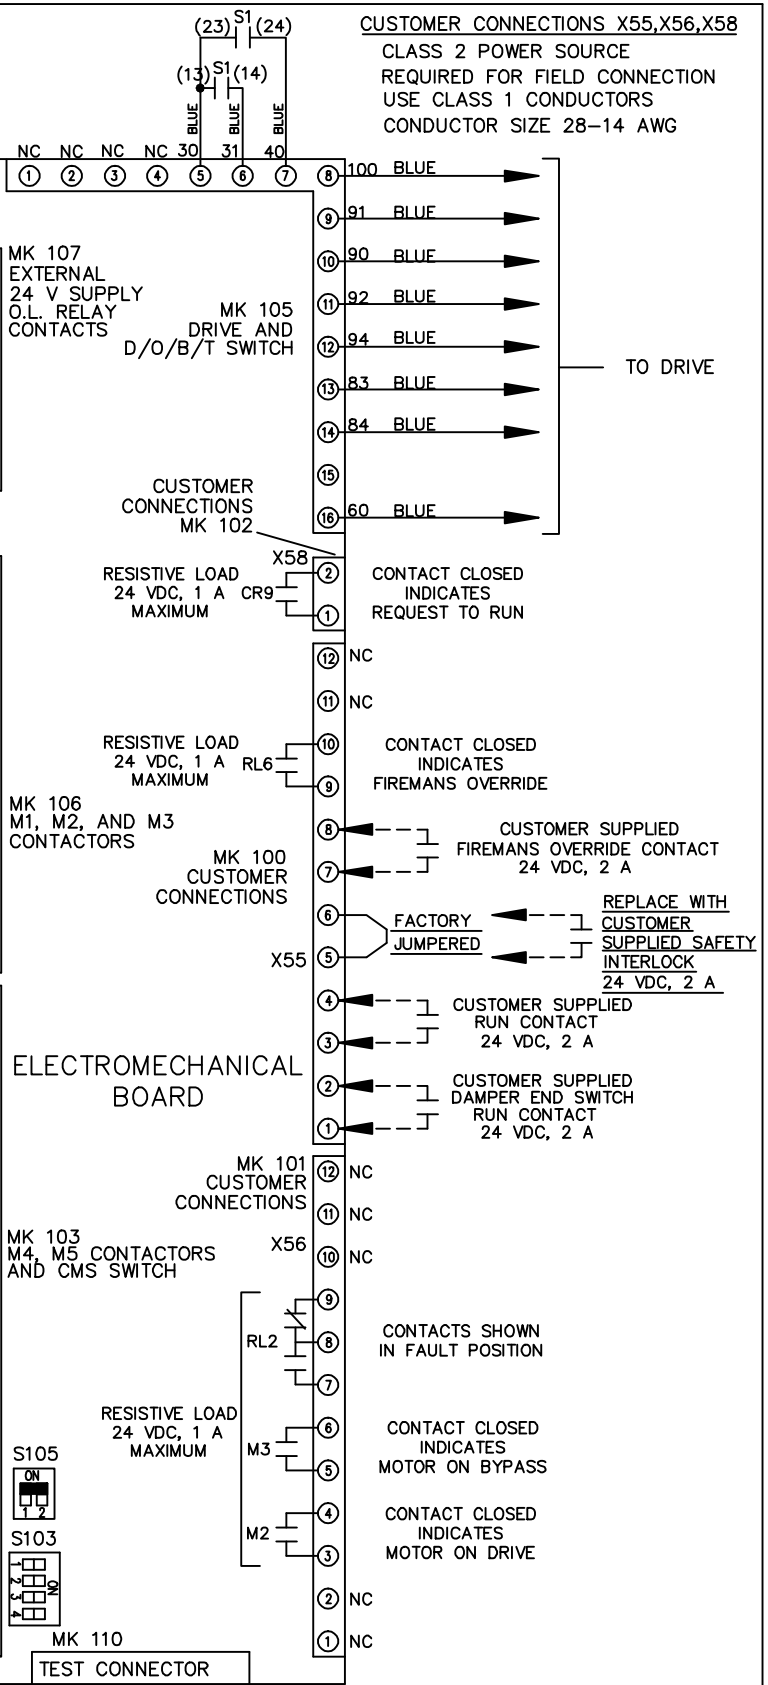 (23) S1 (24)
CUSTOMER CONNECTIONS X55,X56,X58
CLASS 2 POWER SOURCE
REQUIRED FOR FIELD CONNECTION
USE CLASS 1 CONDUCTORS
CONDUCTOR SIZE 28-14 AWG
(13) S1 (14)
BLUE BLUE BLUE
NC NC NC NC 30 31 40
1 2 3 4 5 6 7 8 100 BLUE
9 91 BLUE
10 90 BLUE
11 92 BLUE
12 94 BLUE
13 83 BLUE
14 84 BLUE
15
16 60 BLUE
TO DRIVE
MK 107
EXTERNAL
24 V SUPPLY
O.L. RELAY
CONTACTS
MK 105
DRIVE AND
D/O/B/T SWITCH
CUSTOMER
CONNECTIONS
MK 102
X58
2
1
RESISTIVE LOAD
24 VDC, 1 A
MAXIMUM
CR9
CONTACT CLOSED
INDICATES
REQUEST TO RUN
12 NC
11 NC
10
9
RESISTIVE LOAD
24 VDC, 1 A
MAXIMUM
RL6
CONTACT CLOSED
INDICATES
FIREMANS OVERRIDE
MK 106
M1, M2, AND M3
CONTACTORS
MK 100
CUSTOMER
CONNECTIONS
8
7
CUSTOMER SUPPLIED
FIREMANS OVERRIDE CONTACT
24 VDC, 2 A
6
5
FACTORY
JUMPERED
REPLACE WITH
CUSTOMER
SUPPLIED SAFETY
INTERLOCK
24 VDC, 2 A
X55
4
3
CUSTOMER SUPPLIED
RUN CONTACT
24 VDC, 2 A
ELECTROMECHANICAL
BOARD
2
1
CUSTOMER SUPPLIED
DAMPER END SWITCH
RUN CONTACT
24 VDC, 2 A
MK 101
CUSTOMER
CONNECTIONS
12 NC
11 NC
X56
10 NC
MK 103
M4, M5 CONTACTORS
AND CMS SWITCH
9
RL2 8
7
CONTACTS SHOWN
IN FAULT POSITION
RESISTIVE LOAD
24 VDC, 1 A
MAXIMUM
6
M3
5
CONTACT CLOSED
INDICATES
MOTOR ON BYPASS
4
M2
3
CONTACT CLOSED
INDICATES
MOTOR ON DRIVE
2 NC
1 NC
S105
ON
1 2
S103
1
2
3
4
ON
MK 110
TEST CONNECTOR